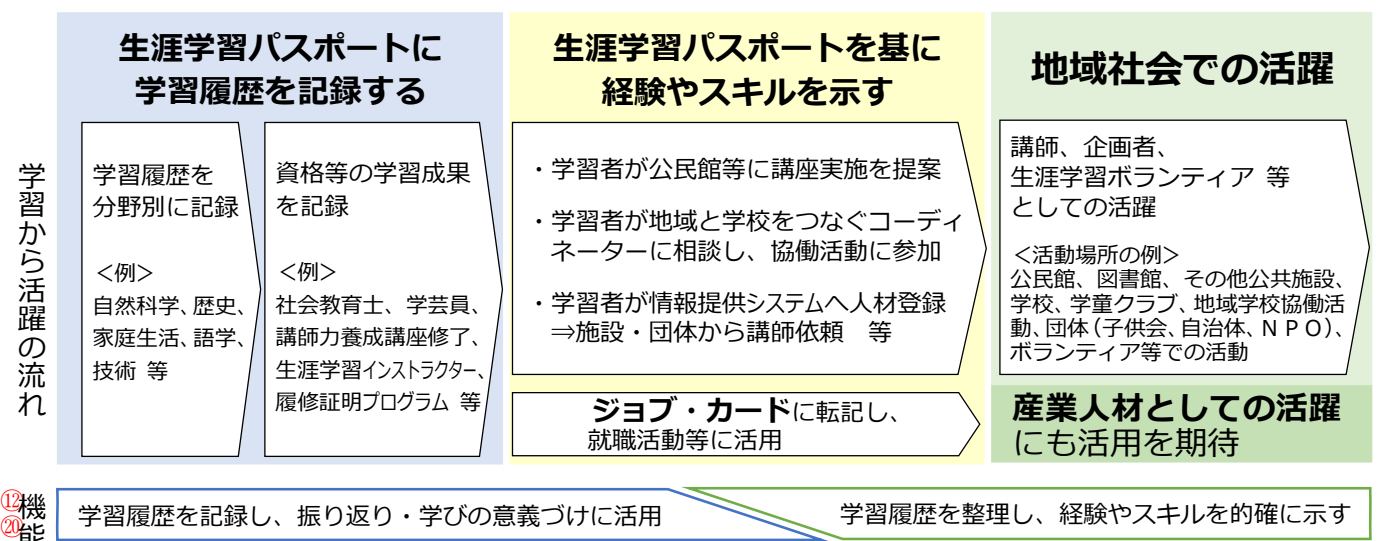 生涯学習パスポートに
学習履歴を記録する
生涯学習パスポートを基に
経験やスキルを示す
地域社会での活躍
学習から活躍の流れ
学習履歴を
分野別に記録
<例>
自然科学、歴史、
家庭生活、語学、
技術 等
資格等の学習成果
を記録
<例>
社会教育士、学芸員、
講師力養成講座修了、
生涯学習インストラクター、
履修証明プログラム 等
・学習者が公民館等に講座実施を提案
・学習者が地域と学校をつなぐコーディ
ネーターに相談し、協働活動に参加
・学習者が情報提供システムへ人材登録
⇒施設・団体から講師依頼 等
ジョブ・カードに転記し、
就職活動等に活用
講師、企画者、
生涯学習ボランティア 等
としての活躍
<活動場所の例>
公民館、図書館、その他公共施設、
学校、学童クラブ、地域学校協働活
動、団体(子供会、自治体、NPO)、
ボランティア等での活動
産業人材としての活躍
にも活用を期待
⑫
⑳
機能
学習履歴を記録し、振り返り・学びの意義づけに活用
学習履歴を整理し、経験やスキルを的確に示す